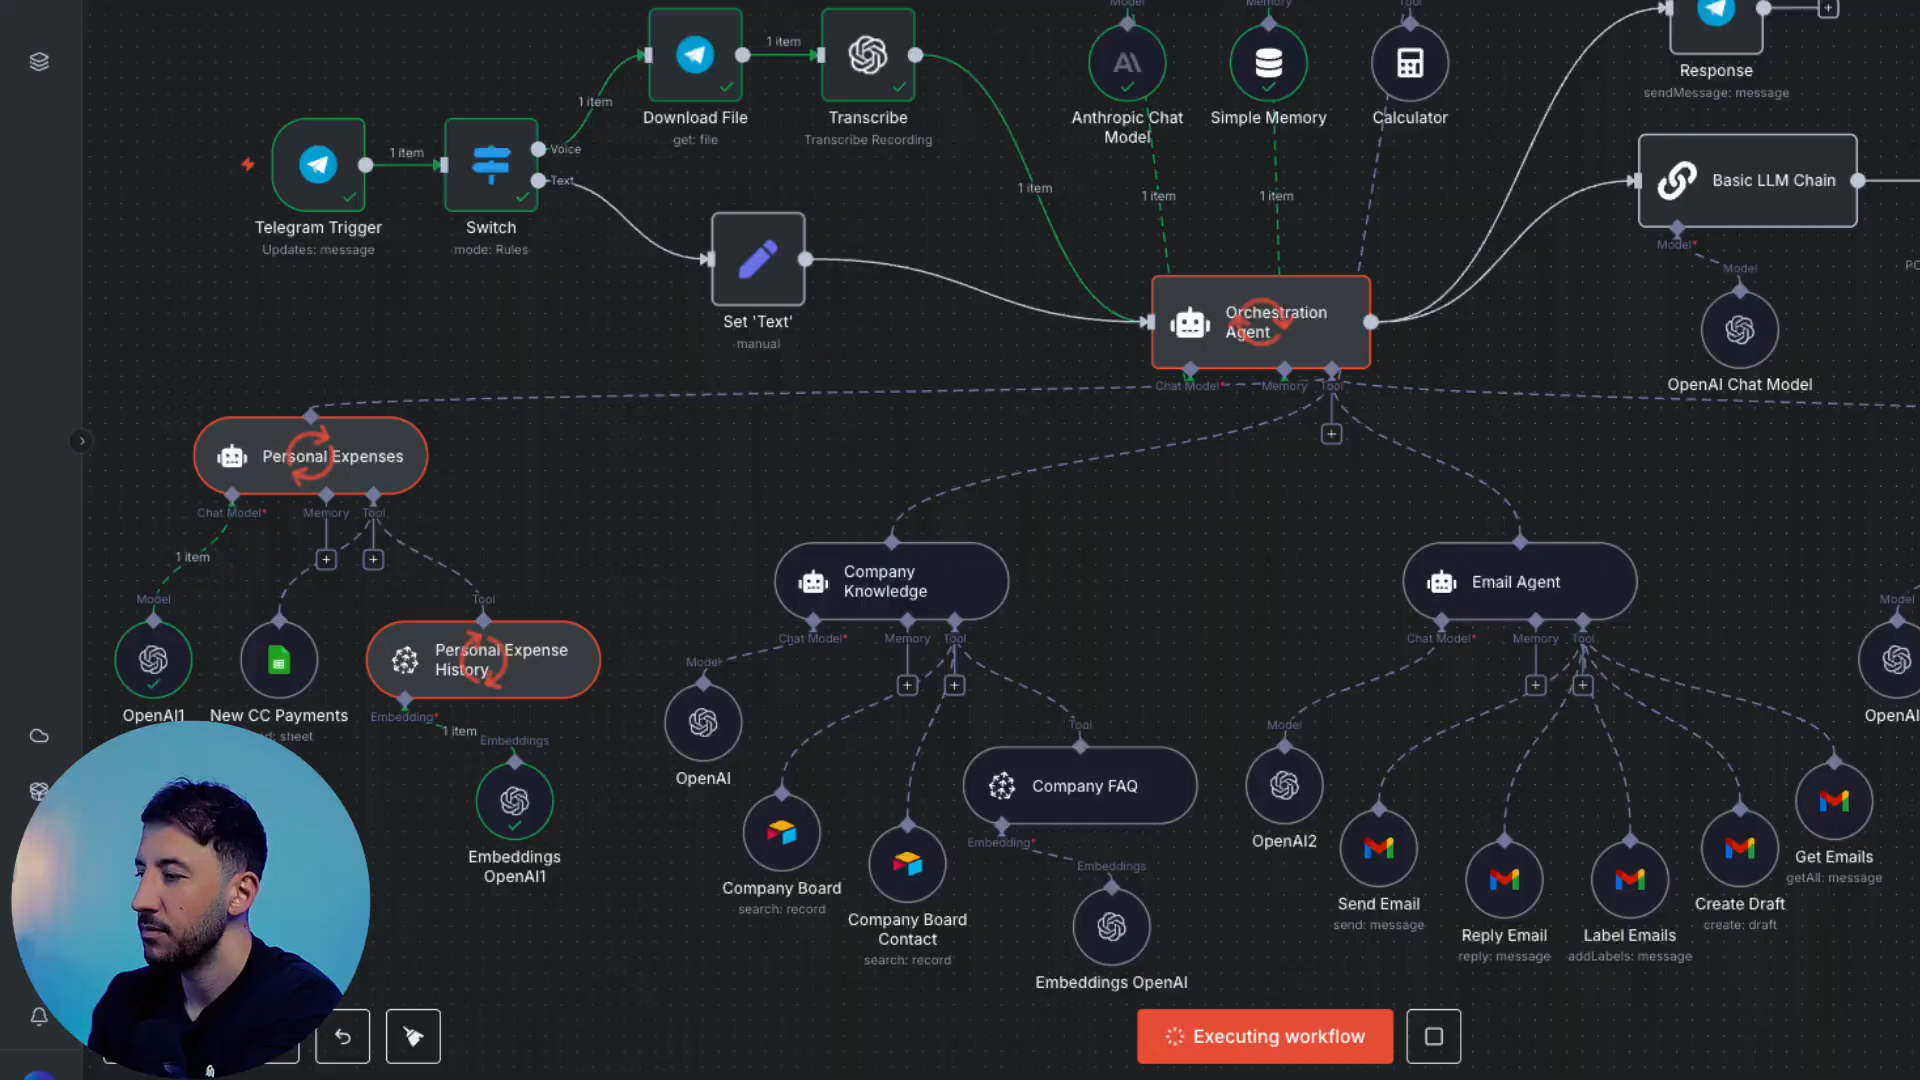 Model
Memory
Tool
1 item
Response
sendMessage: message
1 item
Download File
get: file
Transcribe
Transcribe Recording
Anthropic Chat
Model
Simple Memory
Calculator
1 item
Voice
Text
Basic LLM Chain
Telegram Trigger
Updates: message
Switch
mode: Rules
1 item
1 item
1 item
Model*
Model
Set 'Text'
manual
Orchestration
Agent
Chat Model*
Memory
Tool
OpenAI Chat Model
Personal Expenses
Chat Model*
Memory
Tool
1 item
Model
Tool
Company
Knowledge
Email Agent
Model
Chat Model*
Memory
Tool
Chat Model*
Memory
Tool
Personal Expense
History
Model
OpenAI1
New CC Payments
sheet
Embedding*
1 item
Embeddings
Tool
Model
OpenAI
OpenAI
Company FAQ
Embedding*
OpenAI2
Embeddings
OpenAI1
Embeddings
Get Emails
getAll: message
Company Board
search: record
Company Board
Contact
search: record
Send Email
send: message
Create Draft
create: draft
Reply Email
reply: message
Label Emails
addLabels: message
Embeddings OpenAI
Executing workflow